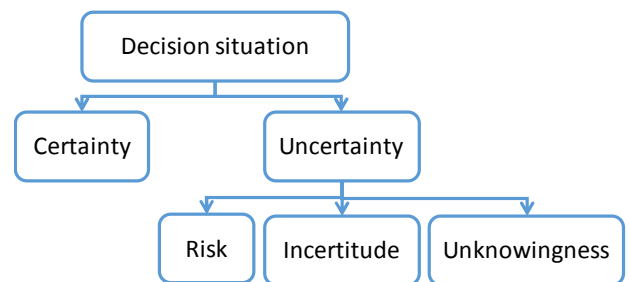 Decision situation
Certainty
Uncertainty
Risk
Incertitude
Unknowingness